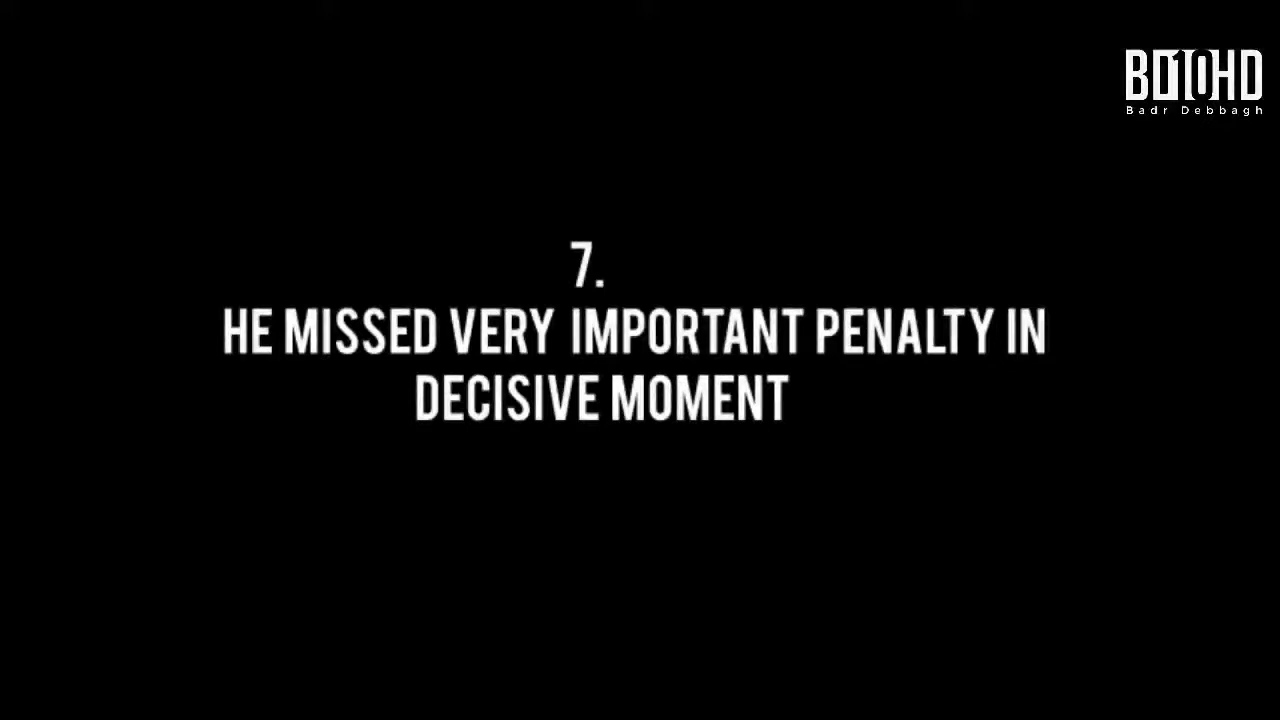 BD10HD
Badr Debbagh
7.
HE MISSED VERY IMPORTANT PENALTY IN
DECISIVE MOMENT